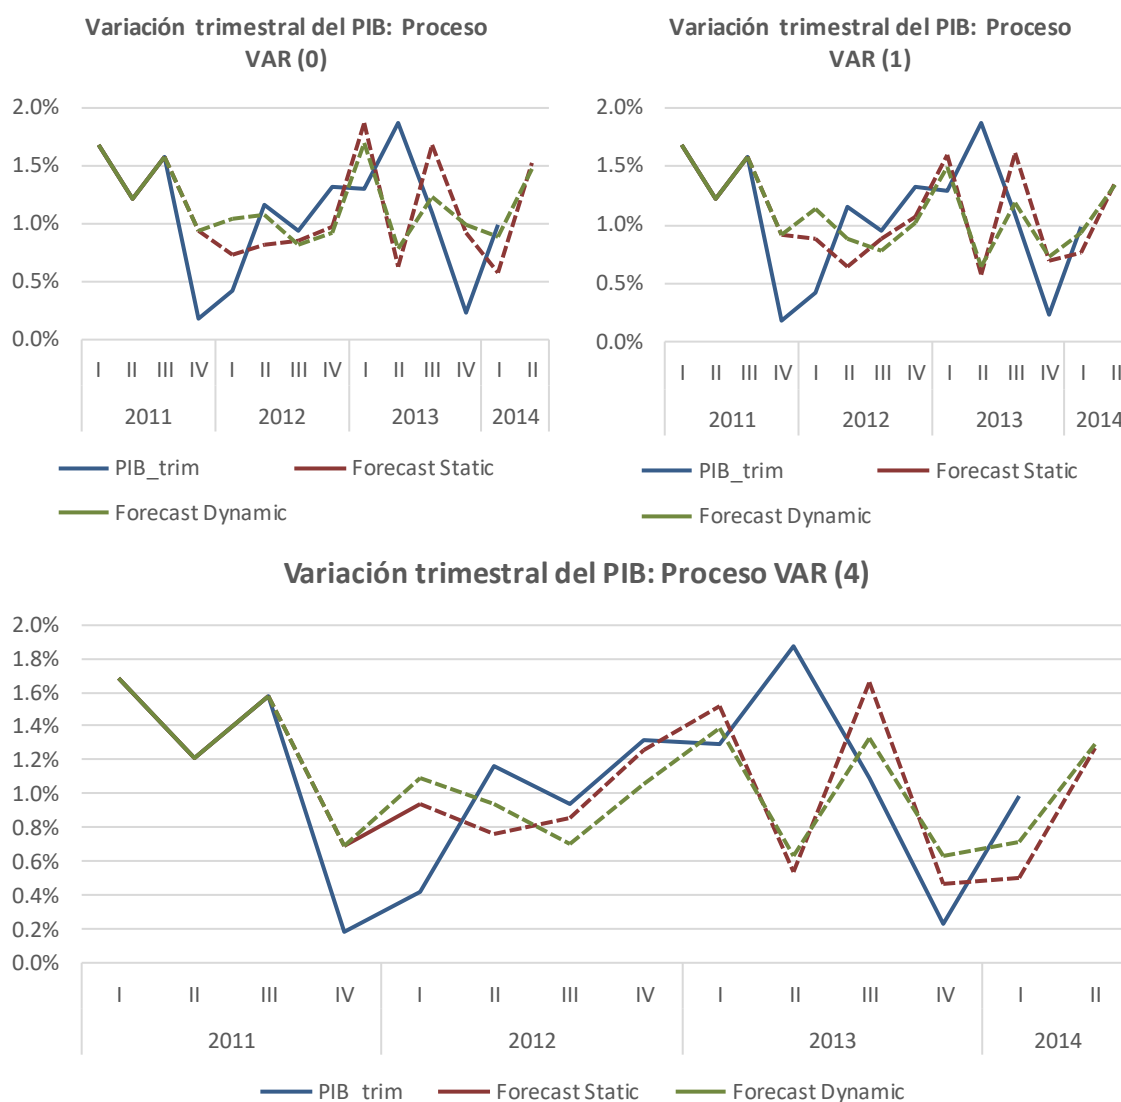 Variación trimestral del PIB: Proceso
VAR (0)
2.0%
1.5%
1.0%
0.5%
0.0%
I II III IV I II III IV I II III IV I II
2011 2012 2013 2014
PIB_trim Forecast Static
Forecast Dynamic
Variación trimestral del PIB: Proceso
VAR (1)
2.0%
1.5%
1.0%
0.5%
0.0%
I II III IV I II III IV I II III IV I II
2011 2012 2013 2014
PIB_trim Forecast Static
Forecast Dynamic
Variación trimestral del PIB: Proceso VAR (4)
2.0%
1.8%
1.6%
1.4%
1.2%
1.0%
0.8%
0.6%
0.4%
0.2%
0.0%
I II III IV I II III IV I II III IV I II
2011 2012 2013 2014
PIB_trim Forecast Static Forecast Dynamic